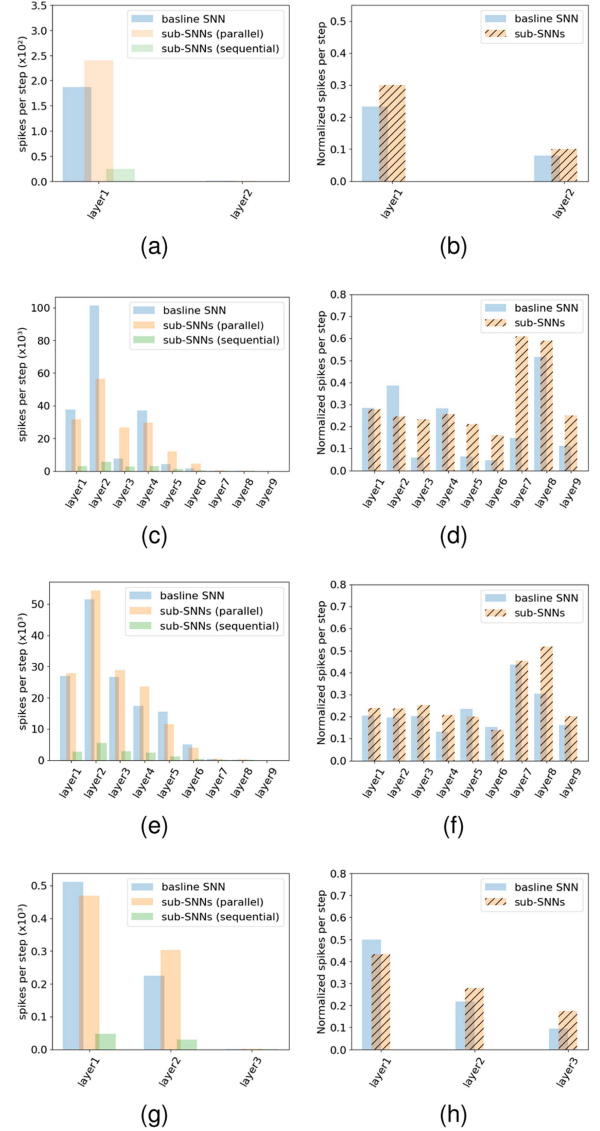 spikes per step (x10²)
3.5
3.0
2.5
2.0
1.5
1.0
0.5
0.0
basline SNN
sub-SNNs (parallel)
sub-SNNs (sequential)
layer1
layer2
(a)
Normalized spikes per step
0.5
0.4
0.3
0.2
0.1
0.0
basline SNN
sub-SNNs
layer1
layer2
(b)
spikes per step (x10³)
100
80
60
40
20
0
basline SNN
sub-SNNs (parallel)
sub-SNNs (sequential)
layer1
layer2
layer3
layer4
layer5
layer6
layer7
layer8
layer9
(c)
Normalized spikes per step
0.8
0.7
0.6
0.5
0.4
0.3
0.2
0.1
0.0
basline SNN
sub-SNNs
layer1
layer2
layer3
layer4
layer5
layer6
layer7
layer8
layer9
(d)
spikes per step (x10³)
50
40
30
20
10
0
basline SNN
sub-SNNs (parallel)
sub-SNNs (sequential)
layer1
layer2
layer3
layer4
layer5
layer6
layer7
layer8
layer9
(e)
Normalized spikes per step
0.8
0.7
0.6
0.5
0.4
0.3
0.2
0.1
0.0
basline SNN
sub-SNNs
layer1
layer2
layer3
layer4
layer5
layer6
layer7
layer8
layer9
(f)
spikes per step (x10³)
0.5
0.4
0.3
0.2
0.1
0.0
basline SNN
sub-SNNs (parallel)
sub-SNNs (sequential)
layer1
layer2
layer3
(g)
Normalized spikes per step
0.8
0.7
0.6
0.5
0.4
0.3
0.2
0.1
0.0
basline SNN
sub-SNNs
layer1
layer2
layer3
(h)